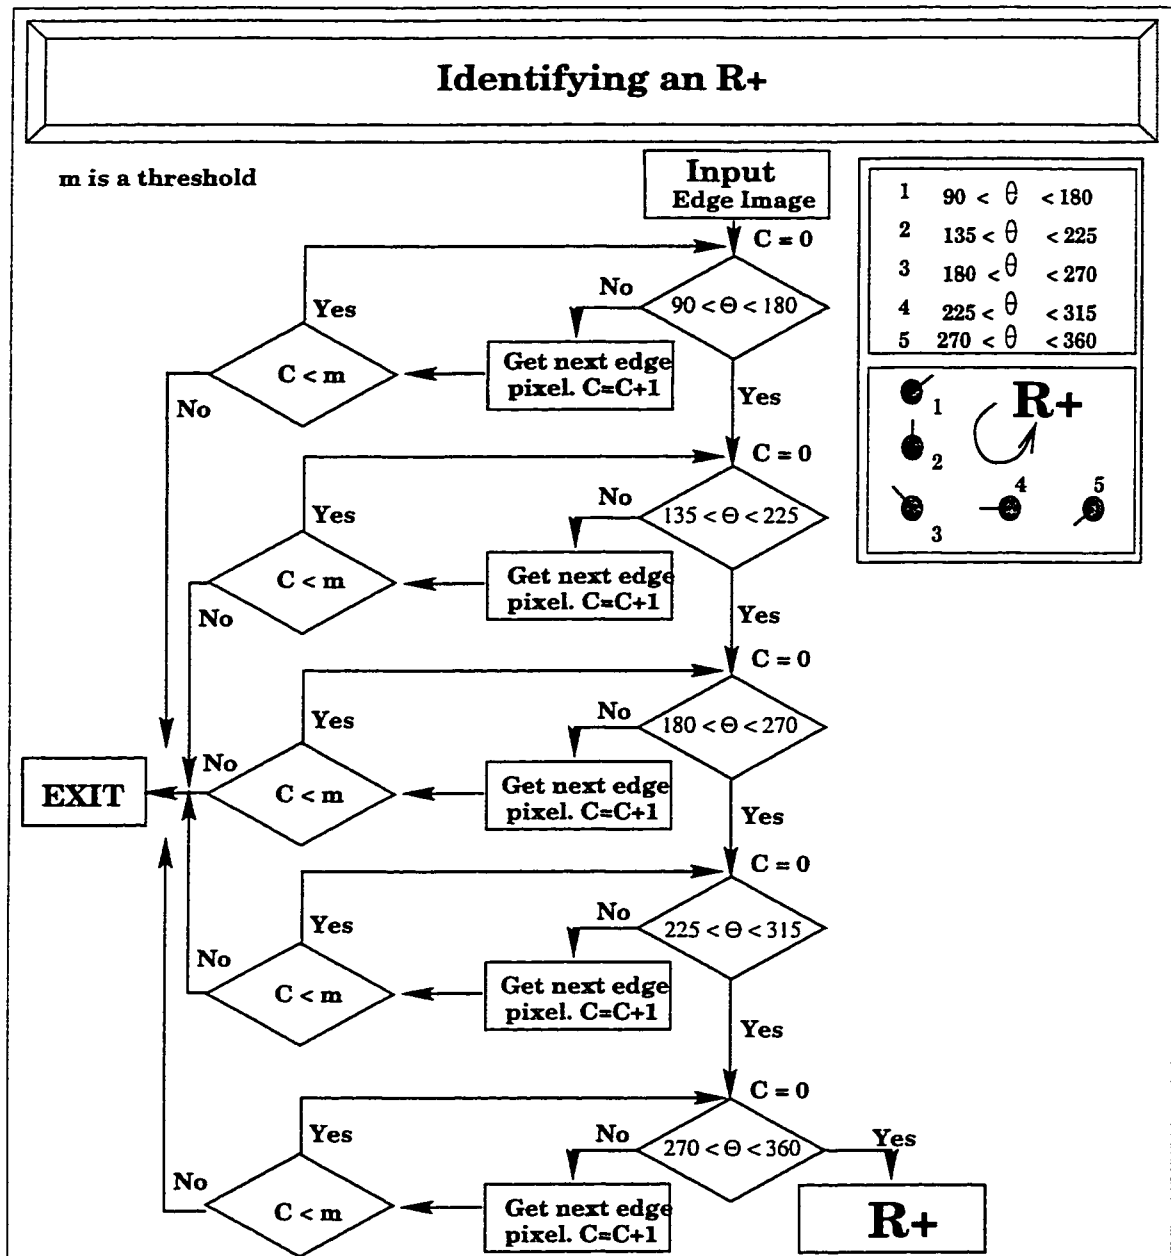 Identifying an R+
m is a threshold
Input
Edge Image
C = 0
90 < Θ < 180
No
Yes
Get next edge
pixel. C=C+1
C < m
Yes
No
C = 0
135 < Θ < 225
No
Yes
Get next edge
pixel. C=C+1
C < m
Yes
No
C = 0
180 < Θ < 270
No
Yes
Get next edge
pixel. C=C+1
C < m
Yes
No
EXIT
C = 0
225 < Θ < 315
No
Yes
Get next edge
pixel. C=C+1
C < m
Yes
No
C = 0
270 < Θ < 360
No
Yes
Get next edge
pixel. C=C+1
C < m
Yes
No
R+
1 90 < θ < 180
2 135 < θ < 225
3 180 < θ < 270
4 225 < θ < 315
5 270 < θ < 360
1
R+
2
3
4
5